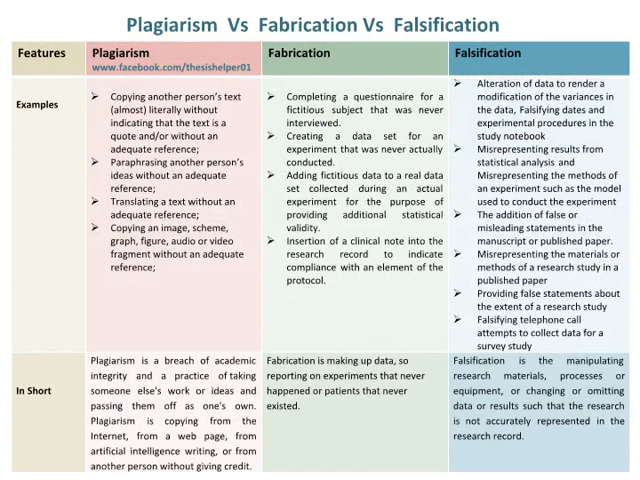 Plagiarism Vs Fabrication Vs Falsification
Features
Plagiarism
www.facebook.com/thesishelper01
Fabrication
Falsification
Examples
➢ Copying another person's text
(almost) literally without
indicating that the text is a
quote and/or without an
adequate reference;
➢ Paraphrasing another person's
ideas without an adequate
reference;
➢ Translating a text without an
adequate reference;
➢ Copying an image, scheme,
graph, figure, audio or video
fragment without an adequate
reference;
➢ Completing a questionnaire for a
fictitious subject that was never
interviewed.
➢ Creating a data set for an
experiment that was never actually
conducted.
➢ Adding fictitious data to a real data
set collected during an actual
experiment for the purpose of
providing additional statistical
validity.
➢ Insertion of a clinical note into the
research record to indicate
compliance with an element of the
protocol.
➢ Alteration of data to render a
modification of the variances in
the data, Falsifying dates and
experimental procedures in the
study notebook
➢ Misrepresenting results from
statistical analysis and
Misrepresenting the methods of
an experiment such as the model
used to conduct the experiment
➢ The addition of false or
misleading statements in the
manuscript or published paper.
➢ Misrepresenting the materials or
methods of a research study in a
published paper
➢ Providing false statements about
the extent of a research study
➢ Falsifying telephone call
attempts to collect data for a
survey study
In Short
Plagiarism is a breach of academic
integrity and a practice of taking
someone else's work or ideas and
passing them off as one's own.
Plagiarism is copying from the
Internet, from a web page, from
artificial intelligence writing, or from
another person without giving credit.
Fabrication is making up data, so
reporting on experiments that never
happened or patients that never
existed.
Falsification is the manipulating
research materials, processes or
equipment, or changing or omitting
data or results such that the research
is not accurately represented in the
research record.